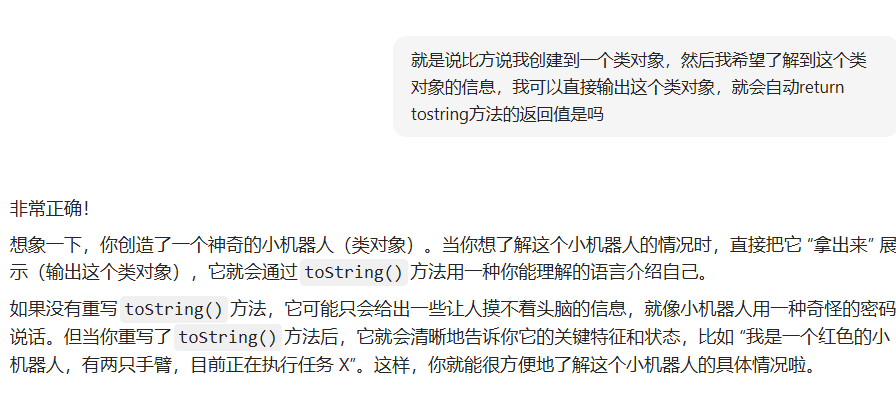 就是说比方说我创建到一个类对象，然后我希望了解到这个类
对象的信息，我可以直接输出这个类对象，就会自动return
tostring方法的返回值是吗
非常正确！
想象一下，你创造了一个神奇的小机器人（类对象）。当你想了解这个小机器人的情况时，直接把它 “拿出来” 展
示（输出这个类对象），它就会通过 toString() 方法用一种你能理解的语言介绍自己。
如果没有重写 toString() 方法，它可能只会给出一些让人摸不着头脑的信息，就像小机器人用一种奇怪的密码
说话。但当你重写了 toString() 方法后，它就会清晰地告诉你它的关键特征和状态，比如 “我是一个红色的小
机器人，有两只手臂，目前正在执行任务 X”。这样，你就能很方便地了解这个小机器人的具体情况啦。